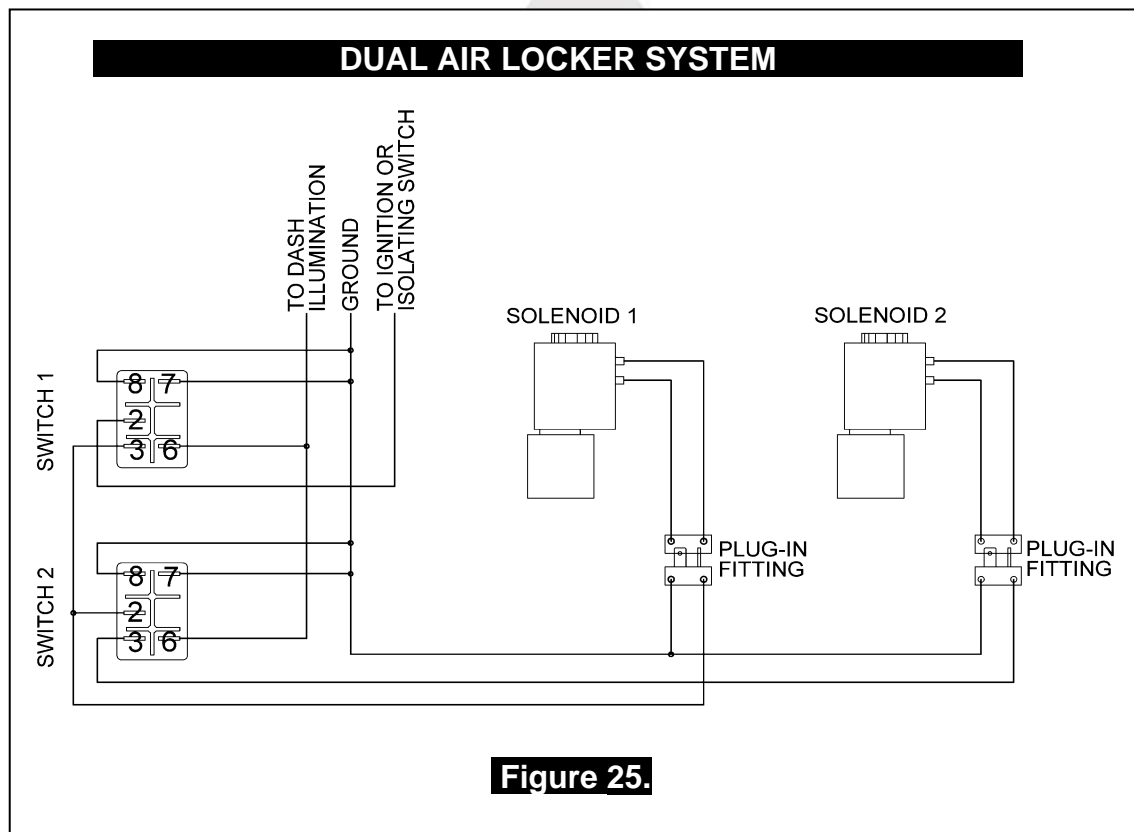 DUAL AIR LOCKER SYSTEM
TO DASH
ILLUMINATION
GROUND
TO IGNITION OR
ISOLATING SWITCH
SOLENOID 1
SOLENOID 2
SWITCH 1
8 7
2
3 6
SWITCH 2
8 7
2
3 6
PLUG-IN
FITTING
PLUG-IN
FITTING
Figure 25.